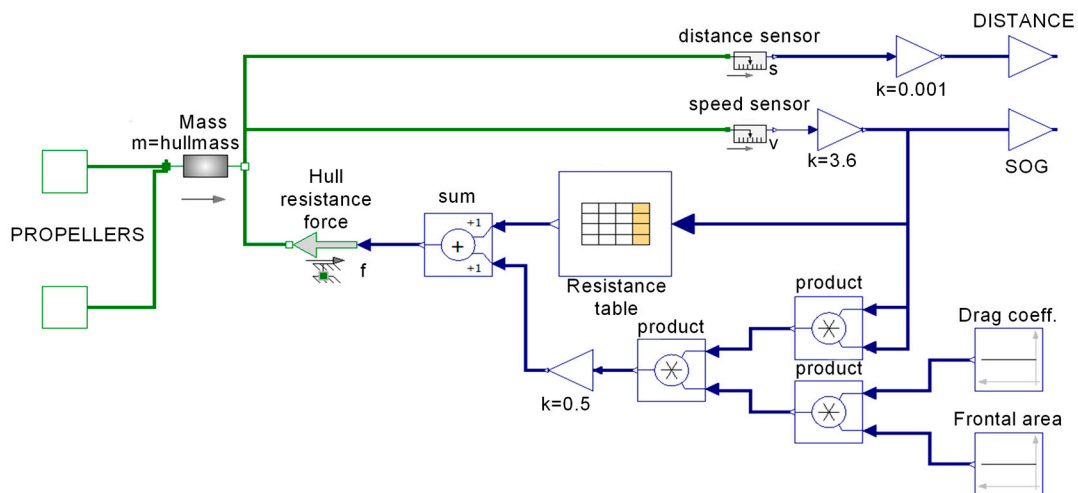 DISTANCE
distance sensor
s
k=0.001
speed sensor
v
k=3.6
SOG
Mass
m=hullmass
PROPELLERS
Hull
resistance
force
f
sum
+1
+
+1
Resistance
table
product
product
product
k=0.5
Drag coeff.
Frontal area